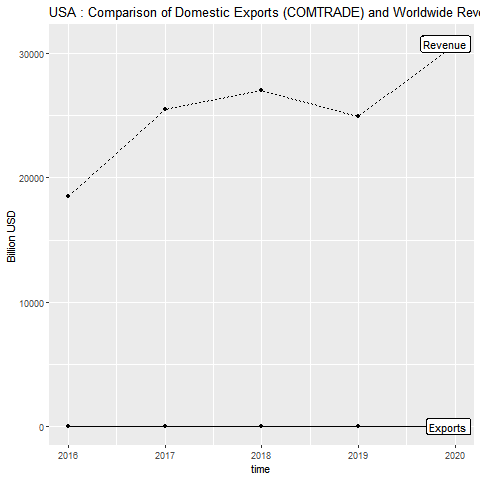 USA : Comparison of Domestic Exports (COMTRADE) and Worldwide Reve
30000
20000
10000
0
Billion USD
Revenue
Exports
2016 2017 2018 2019 2020
time